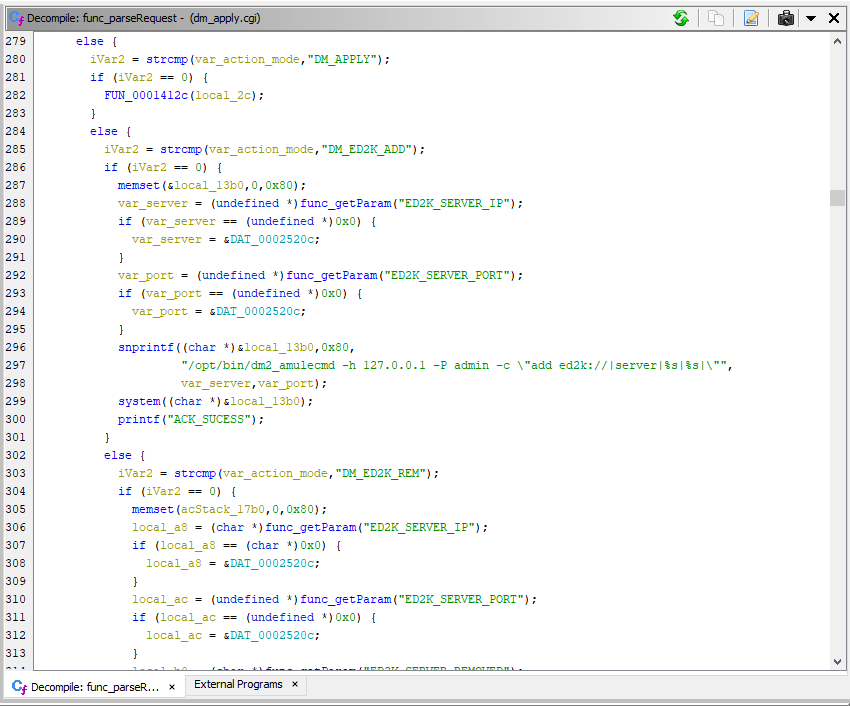 Decompile: func_parseRequest - (dm_apply.cgi)
279 else {
280 iVar2 = strcmp(var_action_mode,"DM_APPLY");
281 if (iVar2 == 0) {
282 FUN_0001412c(local_2c);
283 }
284 else {
285 iVar2 = strcmp(var_action_mode,"DM_ED2K_ADD");
286 if (iVar2 == 0) {
287 memset(&local_13b0,0,0x80);
288 var_server = (undefined *)func_getParam("ED2K_SERVER_IP");
289 if (var_server == (undefined *)0x0) {
290 var_server = &DAT_0002520c;
291 }
292 var_port = (undefined *)func_getParam("ED2K_SERVER_PORT");
293 if (var_port == (undefined *)0x0) {
294 var_port = &DAT_0002520c;
295 }
296 snprintf((char *)&local_13b0,0x80,
297 "/opt/bin/dm2_amulecmd -h 127.0.0.1 -P admin -c \"add ed2k://|server|%s|%s|\"",
298 var_server,var_port);
299 system((char *)&local_13b0);
300 printf("ACK_SUCESS");
301 }
302 else {
303 iVar2 = strcmp(var_action_mode,"DM_ED2K_REM");
304 if (iVar2 == 0) {
305 memset(acStack_17b0,0,0x80);
306 local_a8 = (char *)func_getParam("ED2K_SERVER_IP");
307 if (local_a8 == (char *)0x0) {
308 local_a8 = &DAT_0002520c;
309 }
310 local_ac = (undefined *)func_getParam("ED2K_SERVER_PORT");
311 if (local_ac == (undefined *)0x0) {
312 local_ac = &DAT_0002520c;
313 }
Decompile: func_parseR... × External Programs ×